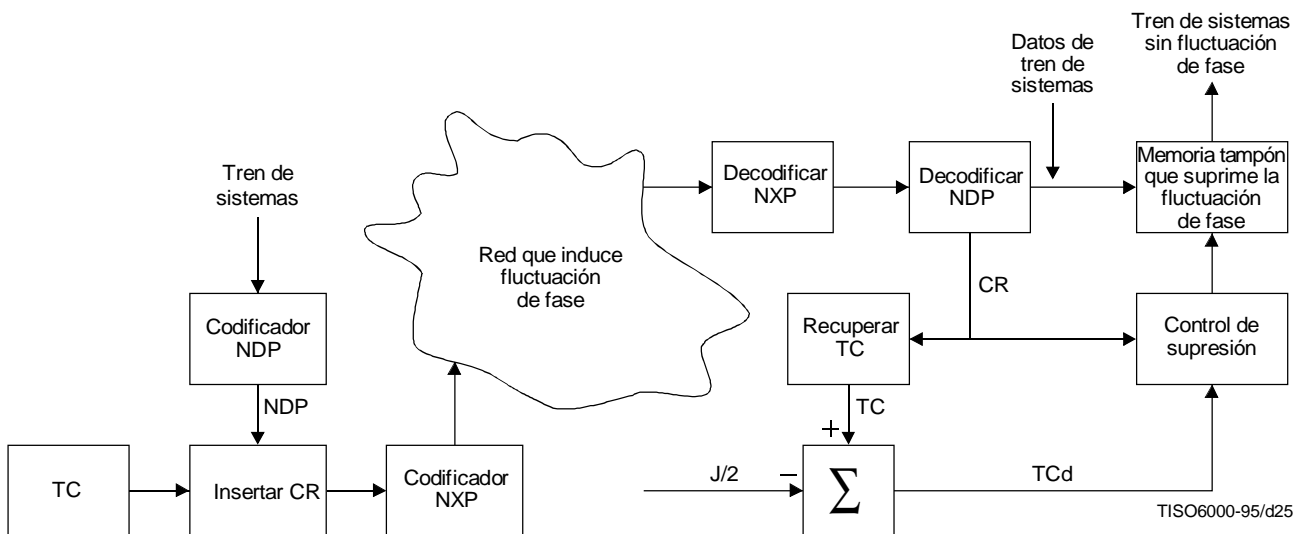 Tren de sistemas
sin fluctuación
de fase
Datos de
tren de
sistemas
Tren de
sistemas
Decodificar
NXP
Decodificar
NDP
Memoria tampón
que suprime la
fluctuación
de fase
Red que induce
fluctuación
de fase
CR
Codificador
NDP
Recuperar
TC
Control de
supresión
NDP
TC
+
TC
Insertar CR
Codificador
NXP
J/2
–
Σ
TCd
TISO6000-95/d25